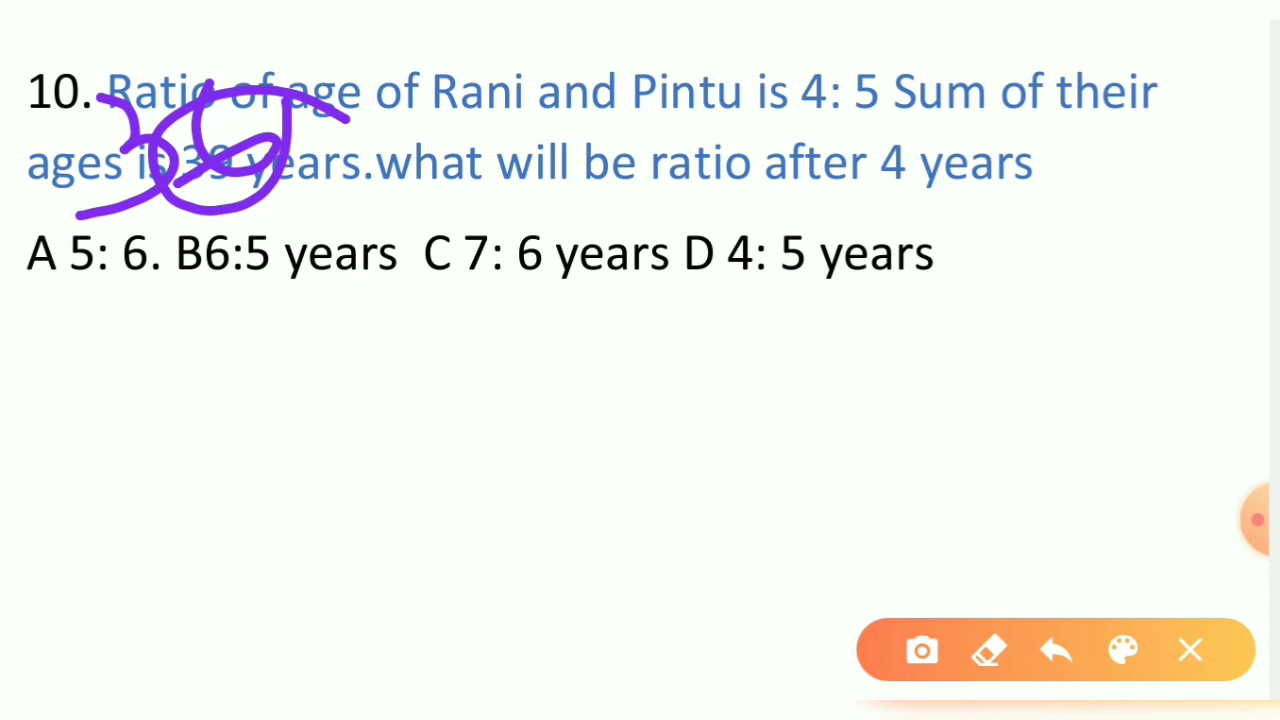 10. Ratio of age of Rani and Pintu is 4: 5 Sum of their
ages is 39 years.what will be ratio after 4 years
A 5: 6. B6:5 years C 7: 6 years D 4: 5 years